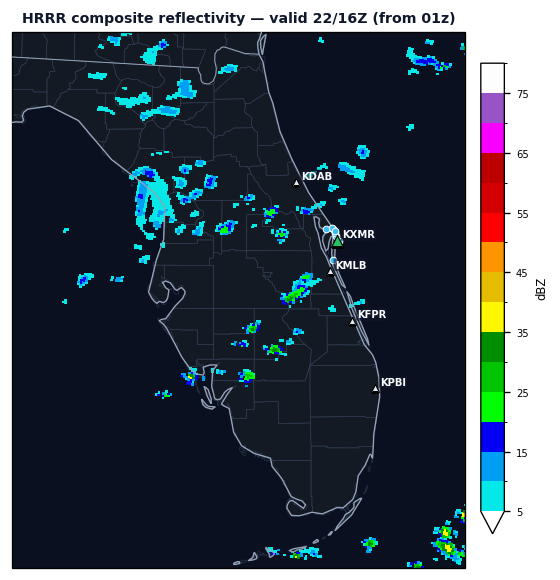 HRRR composite reflectivity — valid 22/16Z (from 01z)
KDAB
KXMR
KMLB
KFPR
KPBI
75
65
55
45
35
25
15
5
dBZ